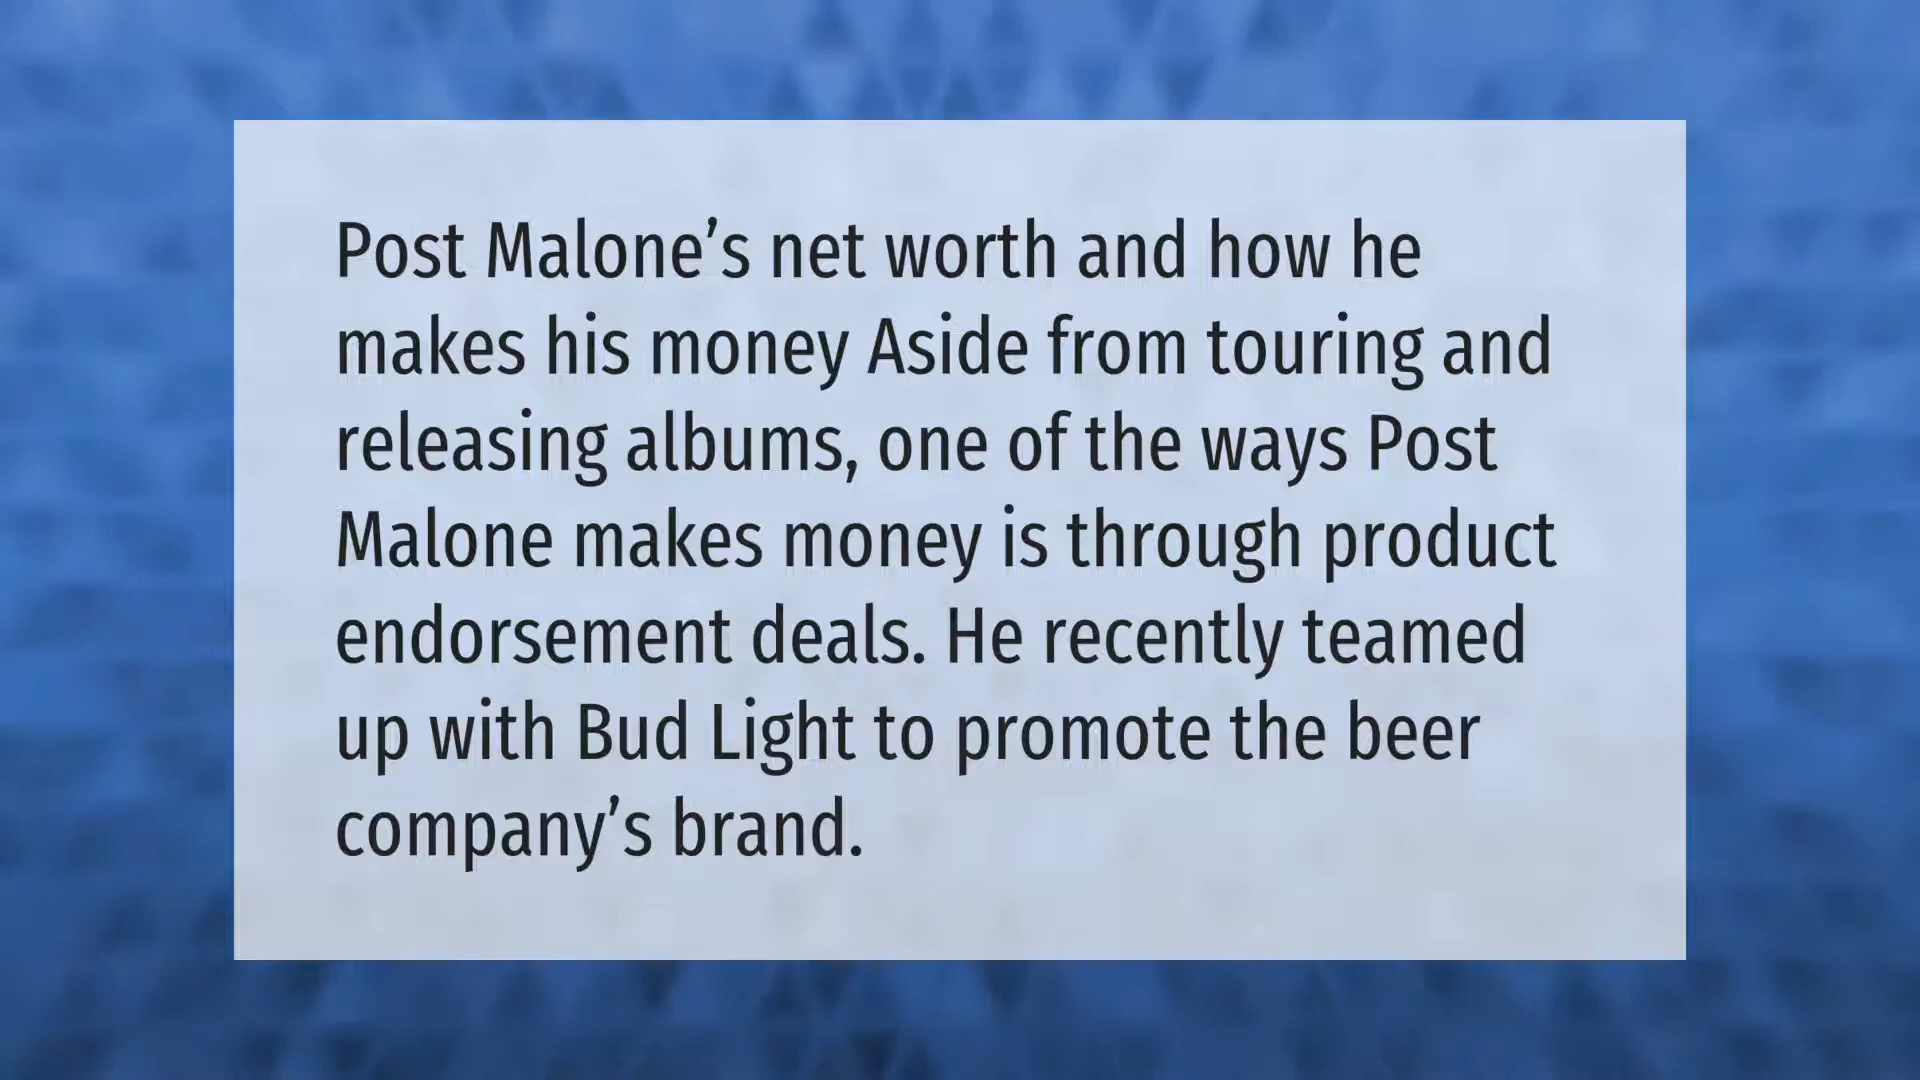 Post Malone’s net worth and how he
makes his money Aside from touring and
releasing albums, one of the ways Post
Malone makes money is through product
endorsement deals. He recently teamed
up with Bud Light to promote the beer
company’s brand.